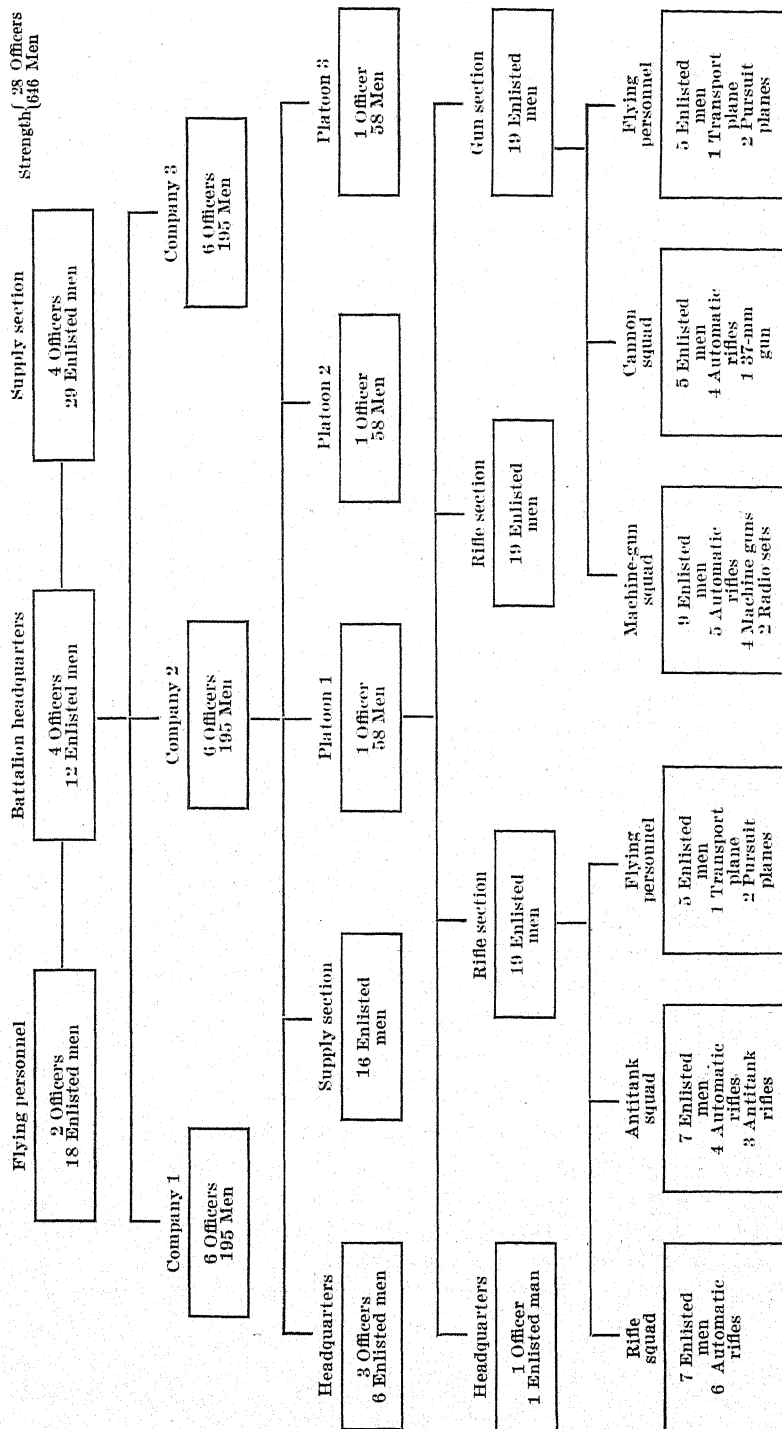 Strength { 28 Officers
646 Men
Flying personnel
2 Officers
18 Enlisted men
Battalion headquarters
4 Officers
12 Enlisted men
Supply section
4 Officers
29 Enlisted men
Company 1
6 Officers
195 Men
Company 2
6 Officers
195 Men
Company 3
6 Officers
195 Men
Headquarters
3 Officers
6 Enlisted men
Supply section
16 Enlisted
men
Platoon 1
1 Officer
58 Men
Platoon 2
1 Officer
58 Men
Platoon 3
1 Officer
58 Men
Headquarters
1 Officer
1 Enlisted man
Rifle section
19 Enlisted
men
Rifle section
19 Enlisted
men
Gun section
19 Enlisted
men
Rifle
squad
7 Enlisted
men
6 Automatic
rifles
Antitank
squad
7 Enlisted
men
4 Automatic
rifles
3 Antitank
rifles
Flying
personnel
5 Enlisted
men
1 Transport
plane
2 Pursuit
planes
Machine-gun
squad
9 Enlisted
men
5 Automatic
rifles
4 Machine guns
2 Radio sets
Cannon
squad
5 Enlisted
men
4 Automatic
rifles
1 37-mm
gun
Flying
personnel
5 Enlisted
men
1 Transport
plane
2 Pursuit
planes